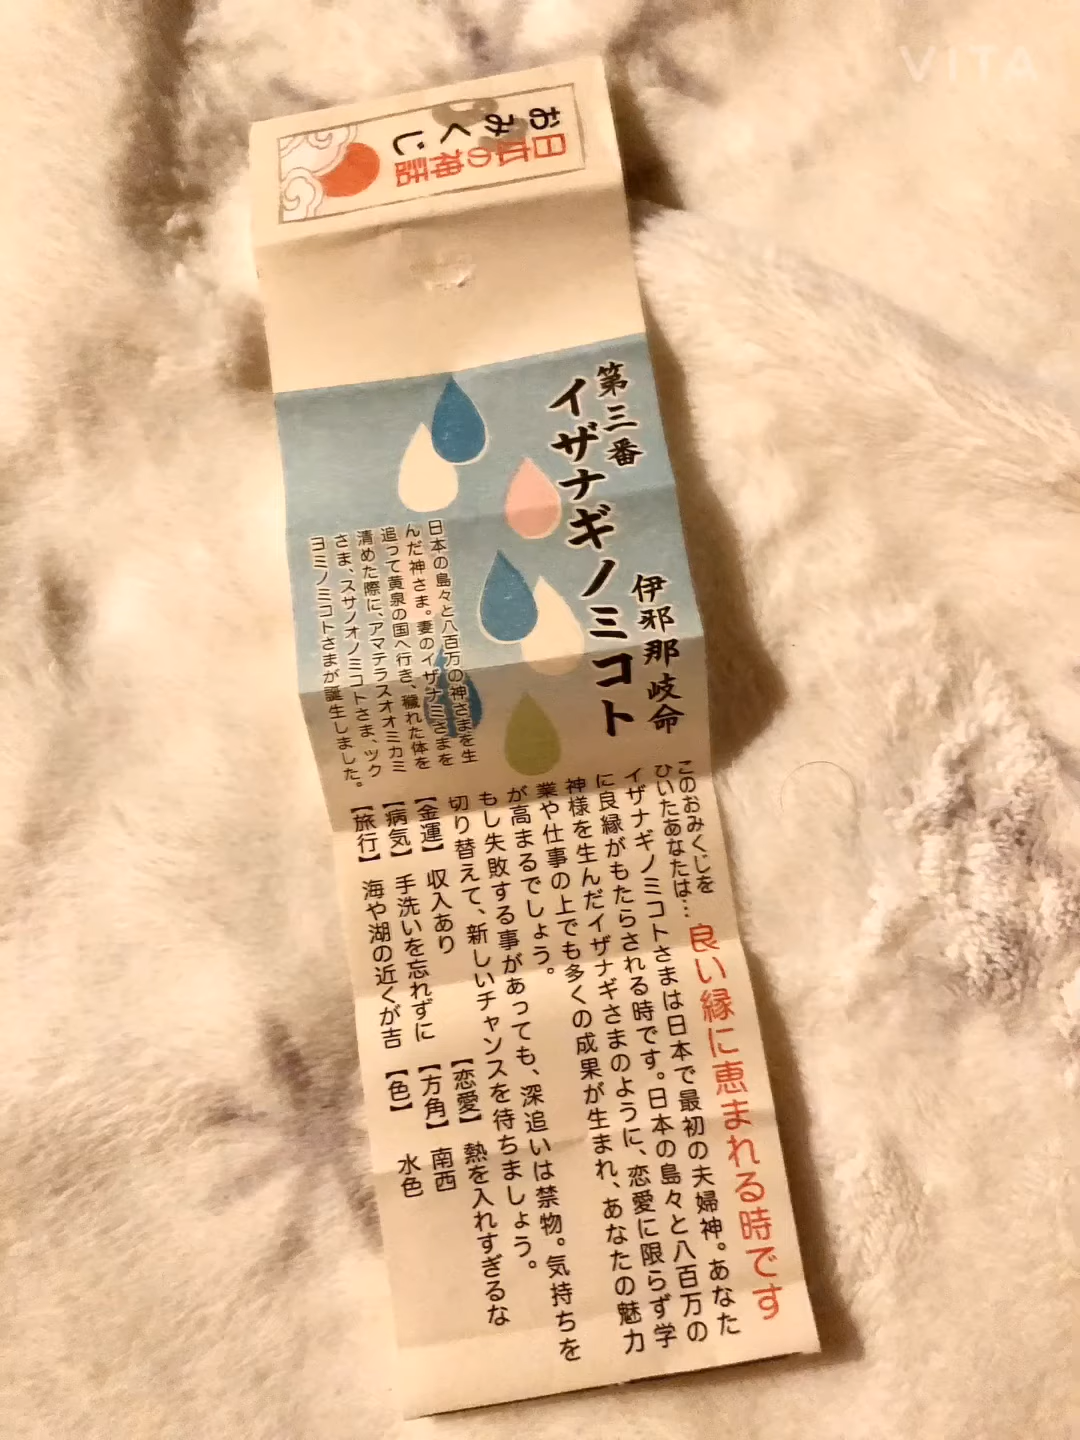 VITA
日本の神話
おみくじ
第三番
イザナギノミコト
伊邪那岐命
日本の島々と八百万の神さまを生
んだ神さま。妻のイザナミさまを
追って黄泉の国へ行き、穢れた体を
清めた際に、アマテラスオオミカミ
さま、スサノオノミコトさま、ツク
ヨミノミコトさまが誕生しました。
このおみくじを
ひいたあなたは…
良い縁に恵まれる時です
イザナギノミコトさまは日本で最初の夫婦神。あなた
に良縁がもたらされる時です。日本の島々と八百万の
神様を生んだイザナギさまのように、恋愛に限らず学
業や仕事の上でも多くの成果が生まれ、あなたの魅力
が高まるでしょう。
もし失敗する事があっても、深追いは禁物。気持ちを
切り替えて、新しいチャンスを待ちましょう。
【金運】 収入あり
【恋愛】 熱を入れすぎるな
【病気】 手洗いを忘れずに
【方角】 南西
【旅行】 海や湖の近くが吉
【色】 水色